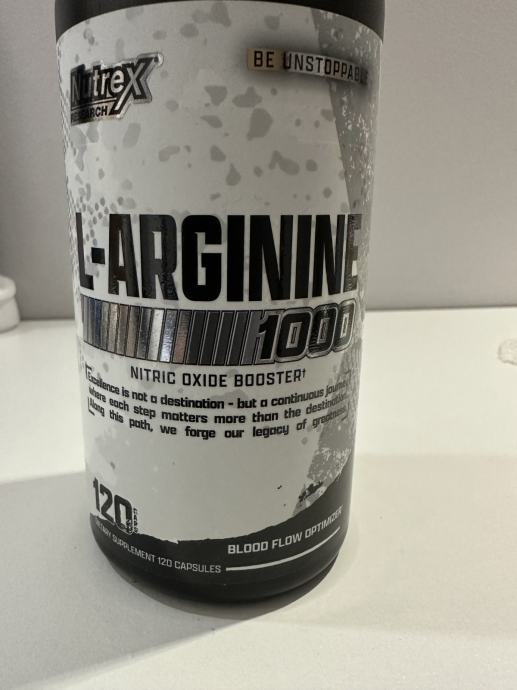 Nutrex
RESEARCH
BE UNSTOPPABLE
L-ARGININE
1000
NITRIC OXIDE BOOSTER†
Excellence is not a destination - but a continuous journey
where each step matters more than the destination.
Along this path, we forge our legacy of greatness.
120
BLOOD FLOW OPTIMIZER
DIETARY SUPPLEMENT 120 CAPSULES